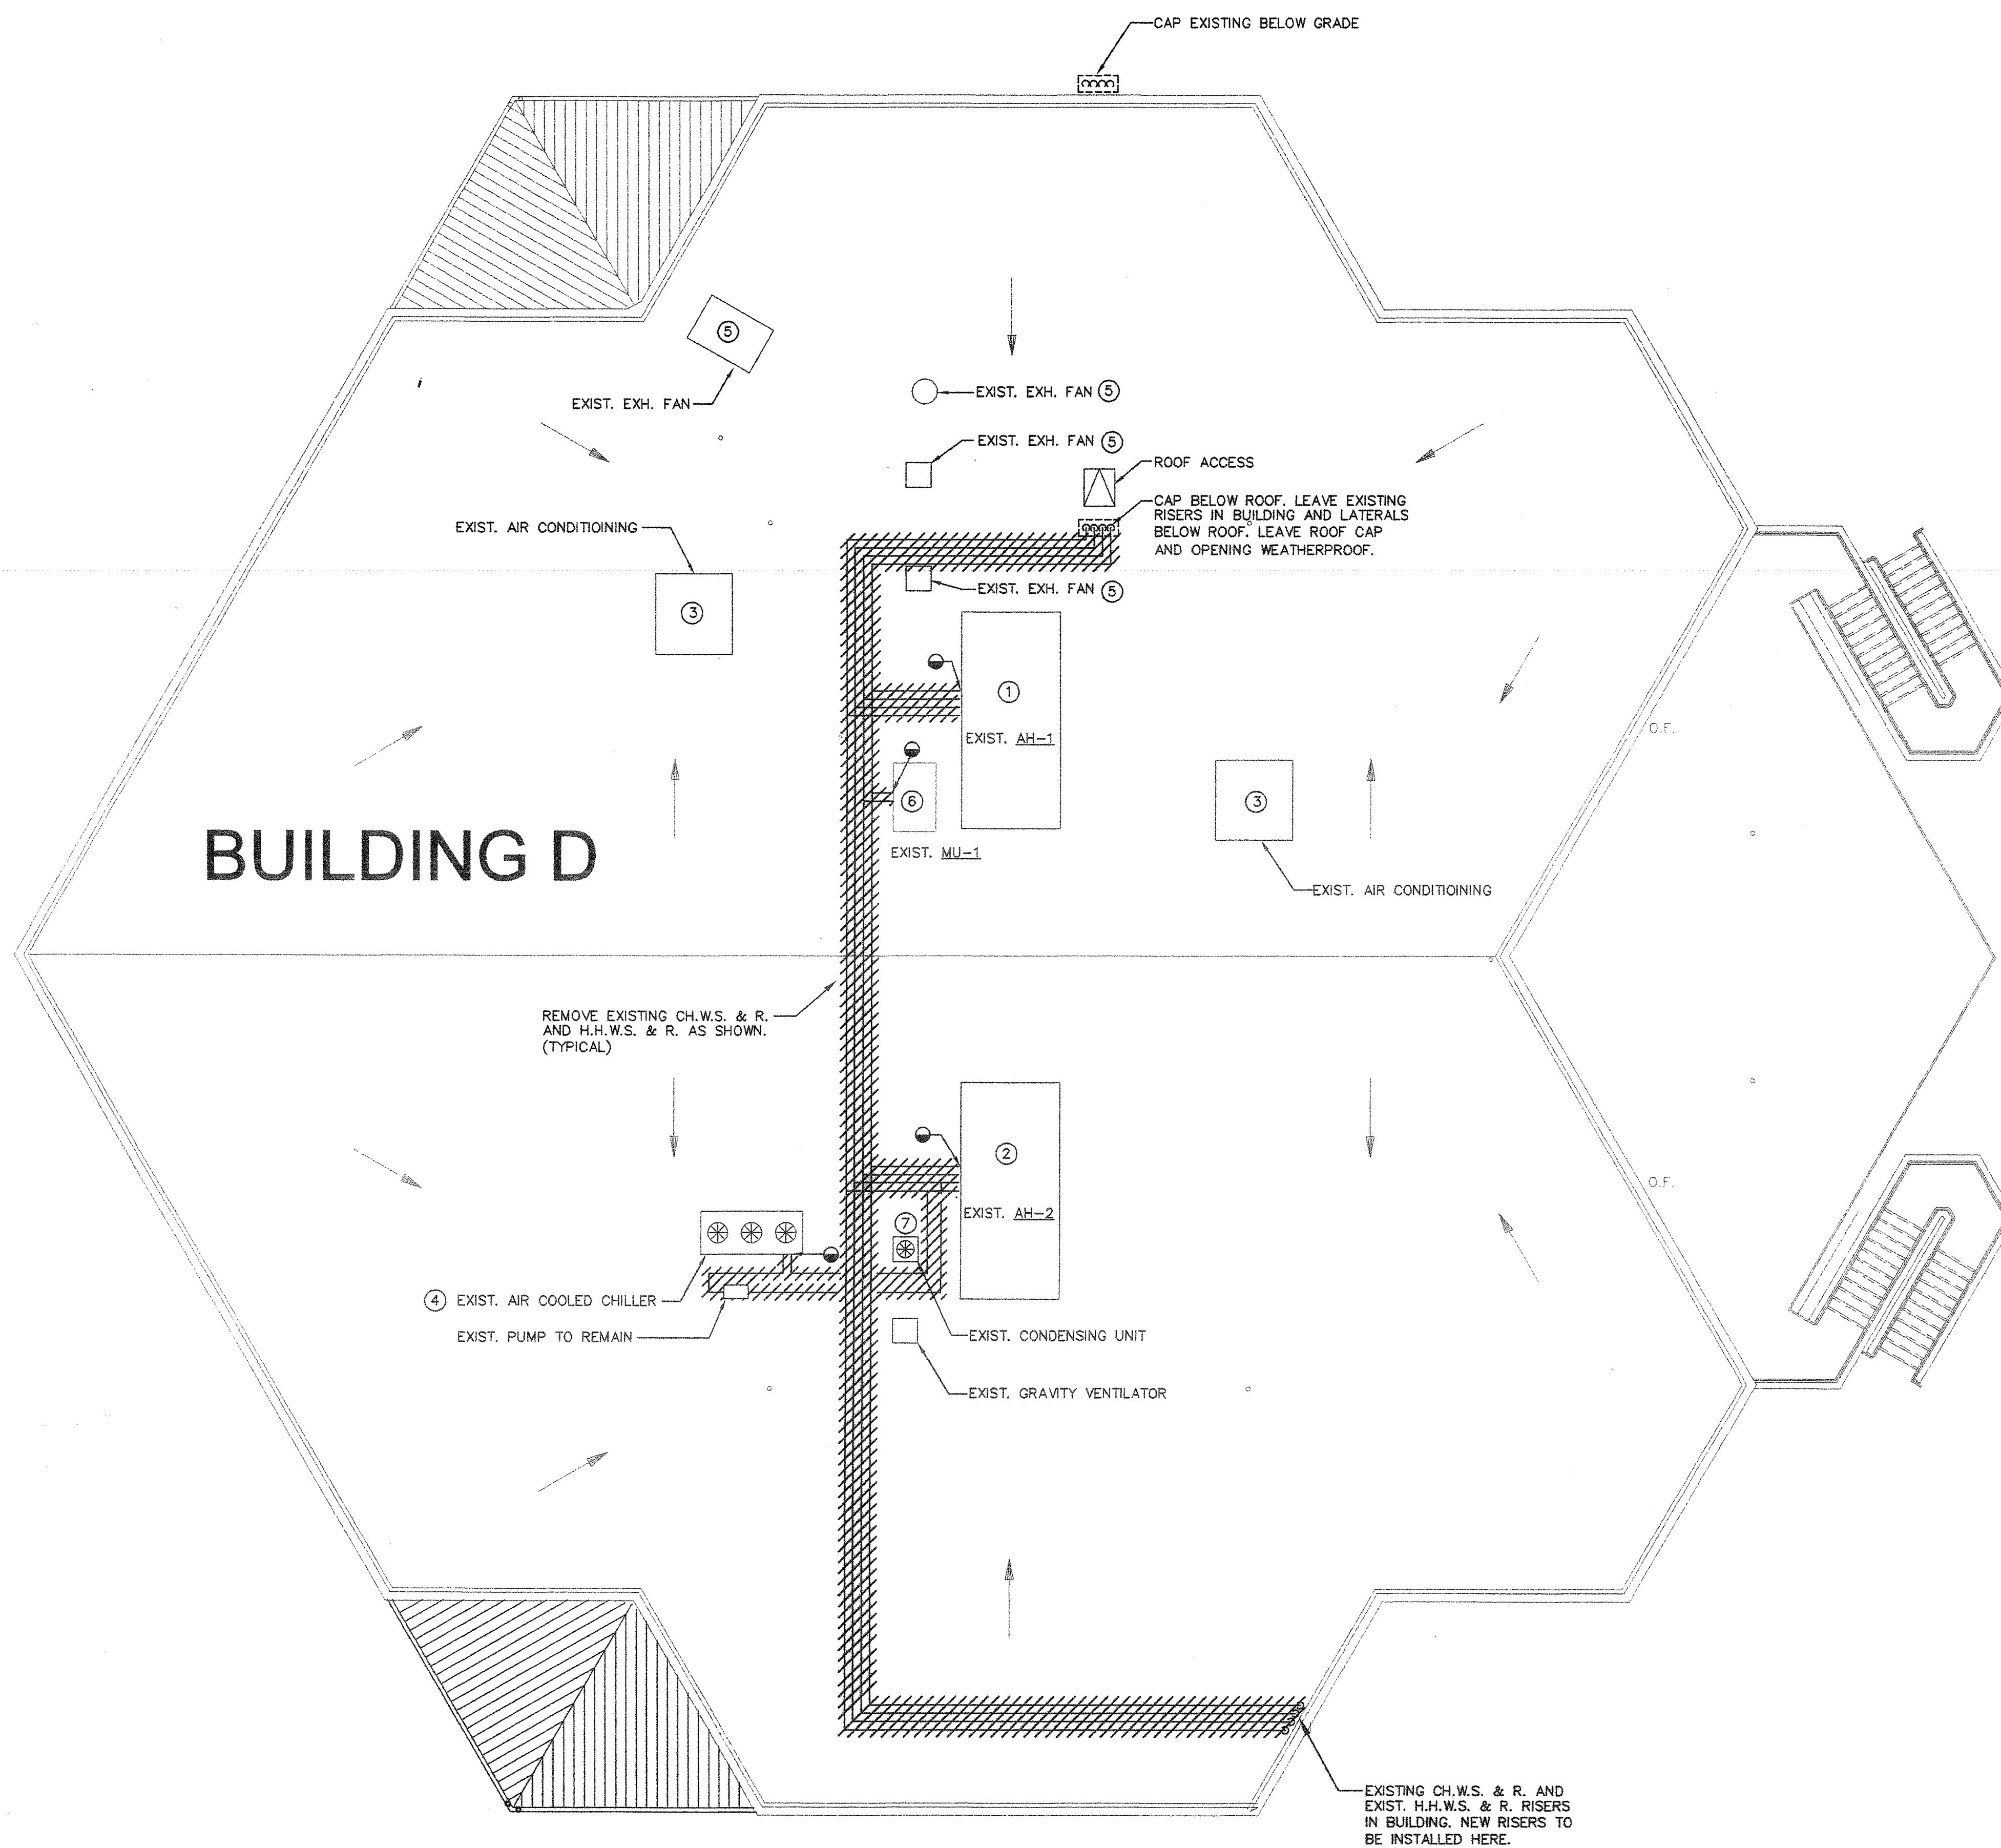 CAP EXISTING BELOW GRADE
5
EXIST. EXH. FAN
EXIST. EXH. FAN 5
EXIST. EXH. FAN 5
ROOF ACCESS
CAP BELOW ROOF. LEAVE EXISTING
RISERS IN BUILDING AND LATERALS
BELOW ROOF. LEAVE ROOF CAP
AND OPENING WEATHERPROOF.
EXIST. AIR CONDITIOINING
3
EXIST. EXH. FAN 5
1
EXIST. AH-1
O.F.
6
EXIST. MU-1
3
EXIST. AIR CONDITIOINING
BUILDING D
REMOVE EXISTING CH.W.S. & R.
AND H.H.W.S. & R. AS SHOWN.
(TYPICAL)
2
EXIST. AH-2
O.F.
7
4 EXIST. AIR COOLED CHILLER
EXIST. PUMP TO REMAIN
EXIST. CONDENSING UNIT
EXIST. GRAVITY VENTILATOR
EXISTING CH.W.S. & R. AND
EXIST. H.H.W.S. & R. RISERS
IN BUILDING. NEW RISERS TO
BE INSTALLED HERE.